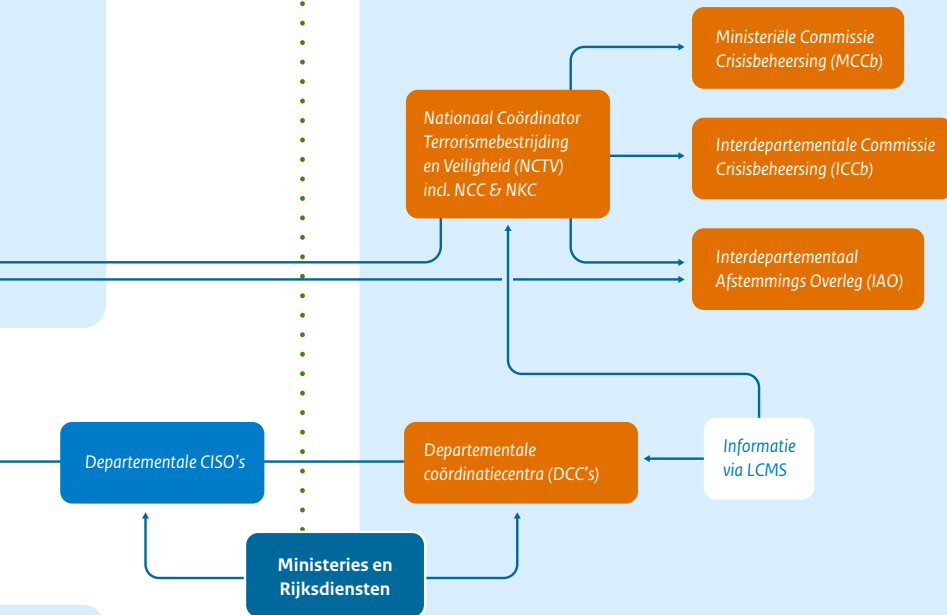 Ministeriële Commissie
Crisisbeheersing (MCCb)
Nationaal Coördinator
Terrorismebestrijding
en Veiligheid (NCTV)
incl. NCC & NKC
Interdepartementale Commissie
Crisisbeheersing (ICCb)
Interdepartementaal
Afstemmings Overleg (IAO)
Departementale CISO's
Departementale
coördinatiecentra (DCC's)
Informatie
via LCMS
Ministeries en
Rijksdiensten